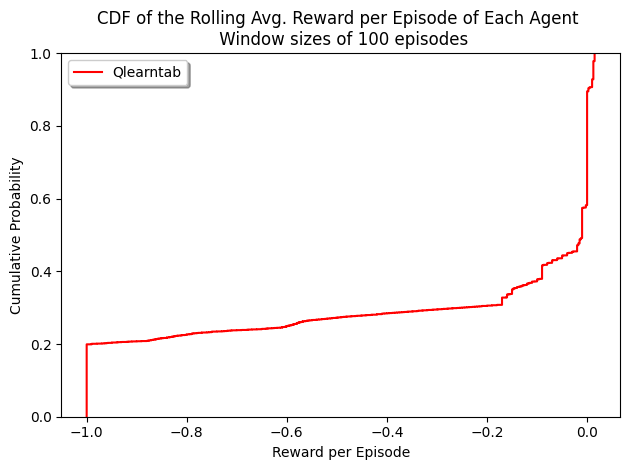 CDF of the Rolling Avg. Reward per Episode of Each Agent
Window sizes of 100 episodes
Qlearntab
1.0
0.8
0.6
0.4
0.2
0.0
Cumulative Probability
−1.0 −0.8 −0.6 −0.4 −0.2 0.0
Reward per Episode